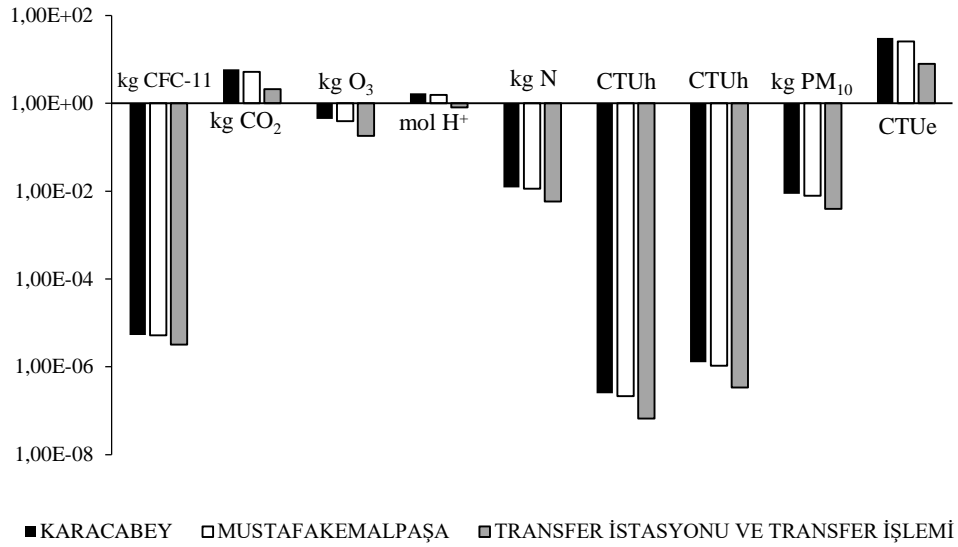 1,00E+02
1,00E+00
1,00E-02
1,00E-04
1,00E-06
1,00E-08
kg CFC-11
kg CO₂
kg O₃
mol H⁺
kg N
CTUh
CTUh
kg PM₁₀
CTUe
KARACABEY
MUSTAFAKEMALPAŞA
TRANSFER İSTASYONU VE TRANSFER İŞLEMİ